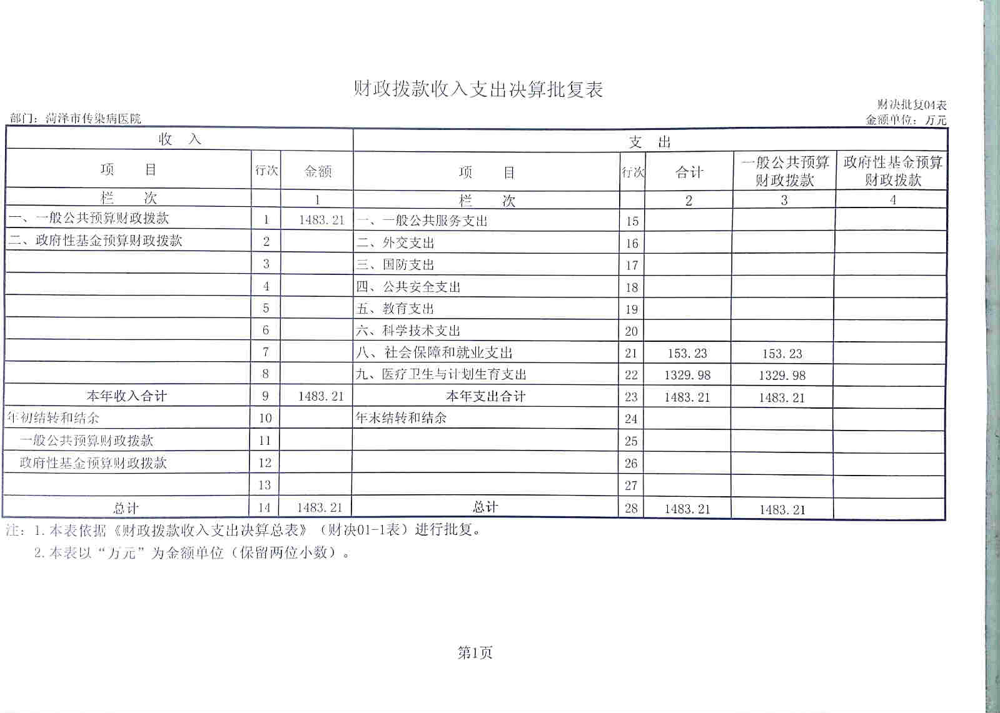 财政拨款收入支出决算批复表
财决批复04表
部门：菏泽市传染病医院 金额单位：万元
收 入 支 出
项 目 行次 金额 项 目 行次 合计 一般公共预算财政拨款 政府性基金预算财政拨款
栏 次 1 栏 次 2 3 4
一、一般公共预算财政拨款 1 1483.21 一、一般公共服务支出 15
二、政府性基金预算财政拨款 2 二、外交支出 16
3 三、国防支出 17
4 四、公共安全支出 18
5 五、教育支出 19
6 六、科学技术支出 20
7 八、社会保障和就业支出 21 153.23 153.23
8 九、医疗卫生与计划生育支出 22 1329.98 1329.98
本年收入合计 9 1483.21 本年支出合计 23 1483.21 1483.21
年初结转和结余 10 年末结转和结余 24
一般公共预算财政拨款 11 25
政府性基金预算财政拨款 12 26
13 27
总计 14 1483.21 总计 28 1483.21 1483.21
注：1.本表依据《财政拨款收入支出决算总表》（财决01-1表）进行批复。
2.本表以“万元”为金额单位（保留两位小数）。
第1页